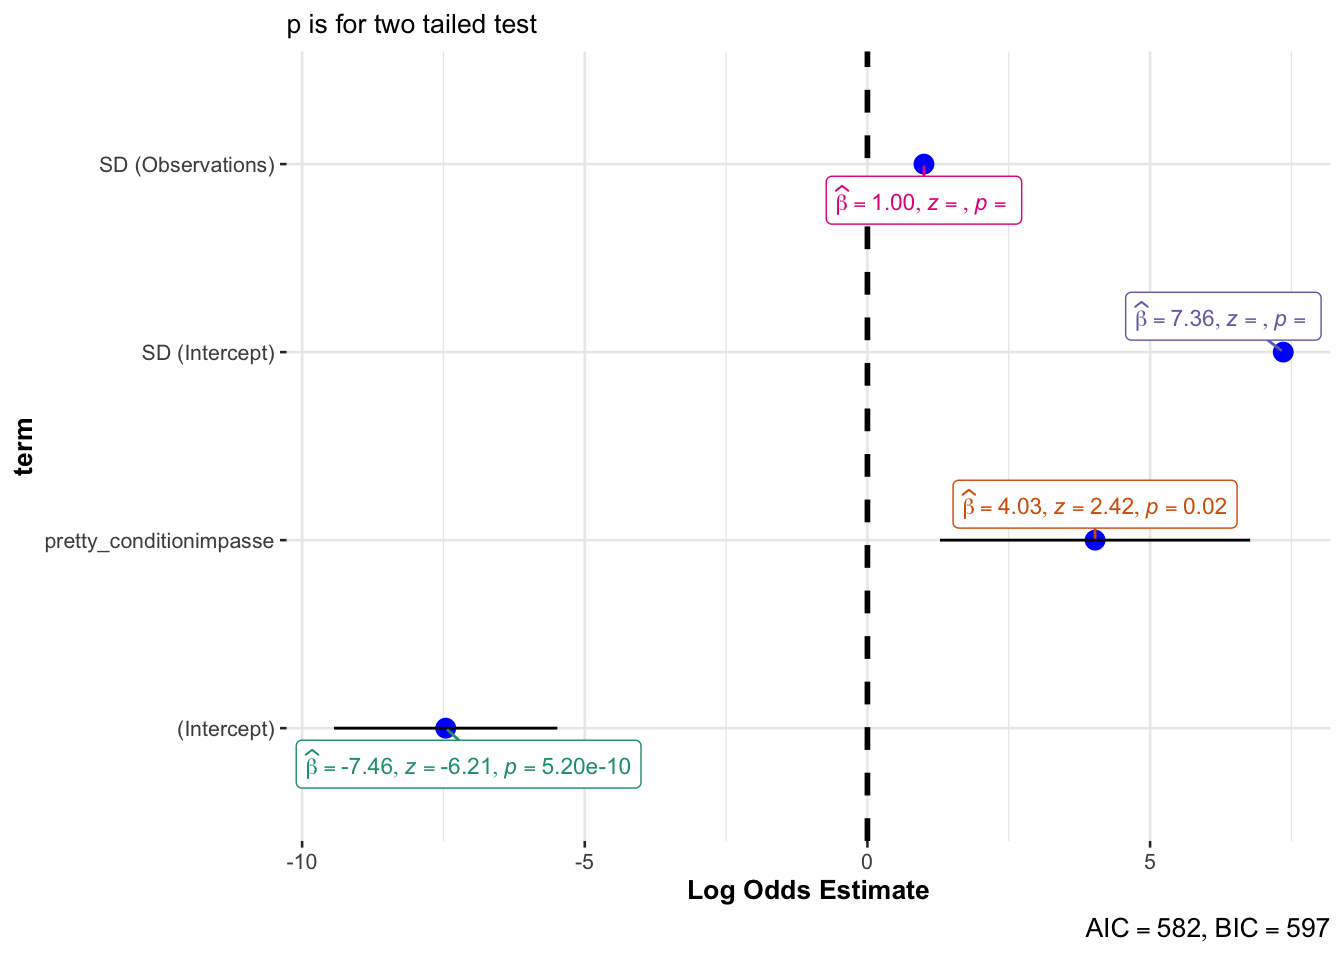 p is for two tailed test
SD (Observations)
β̂ = 1.00, z = , p =
β̂ = 7.36, z = , p =
SD (Intercept)
term
β̂ = 4.03, z = 2.42, p = 0.02
pretty_conditionimpasse
(Intercept)
β̂ = -7.46, z = -6.21, p = 5.20e-10
-10 -5 0 5
Log Odds Estimate
AIC = 582, BIC = 597